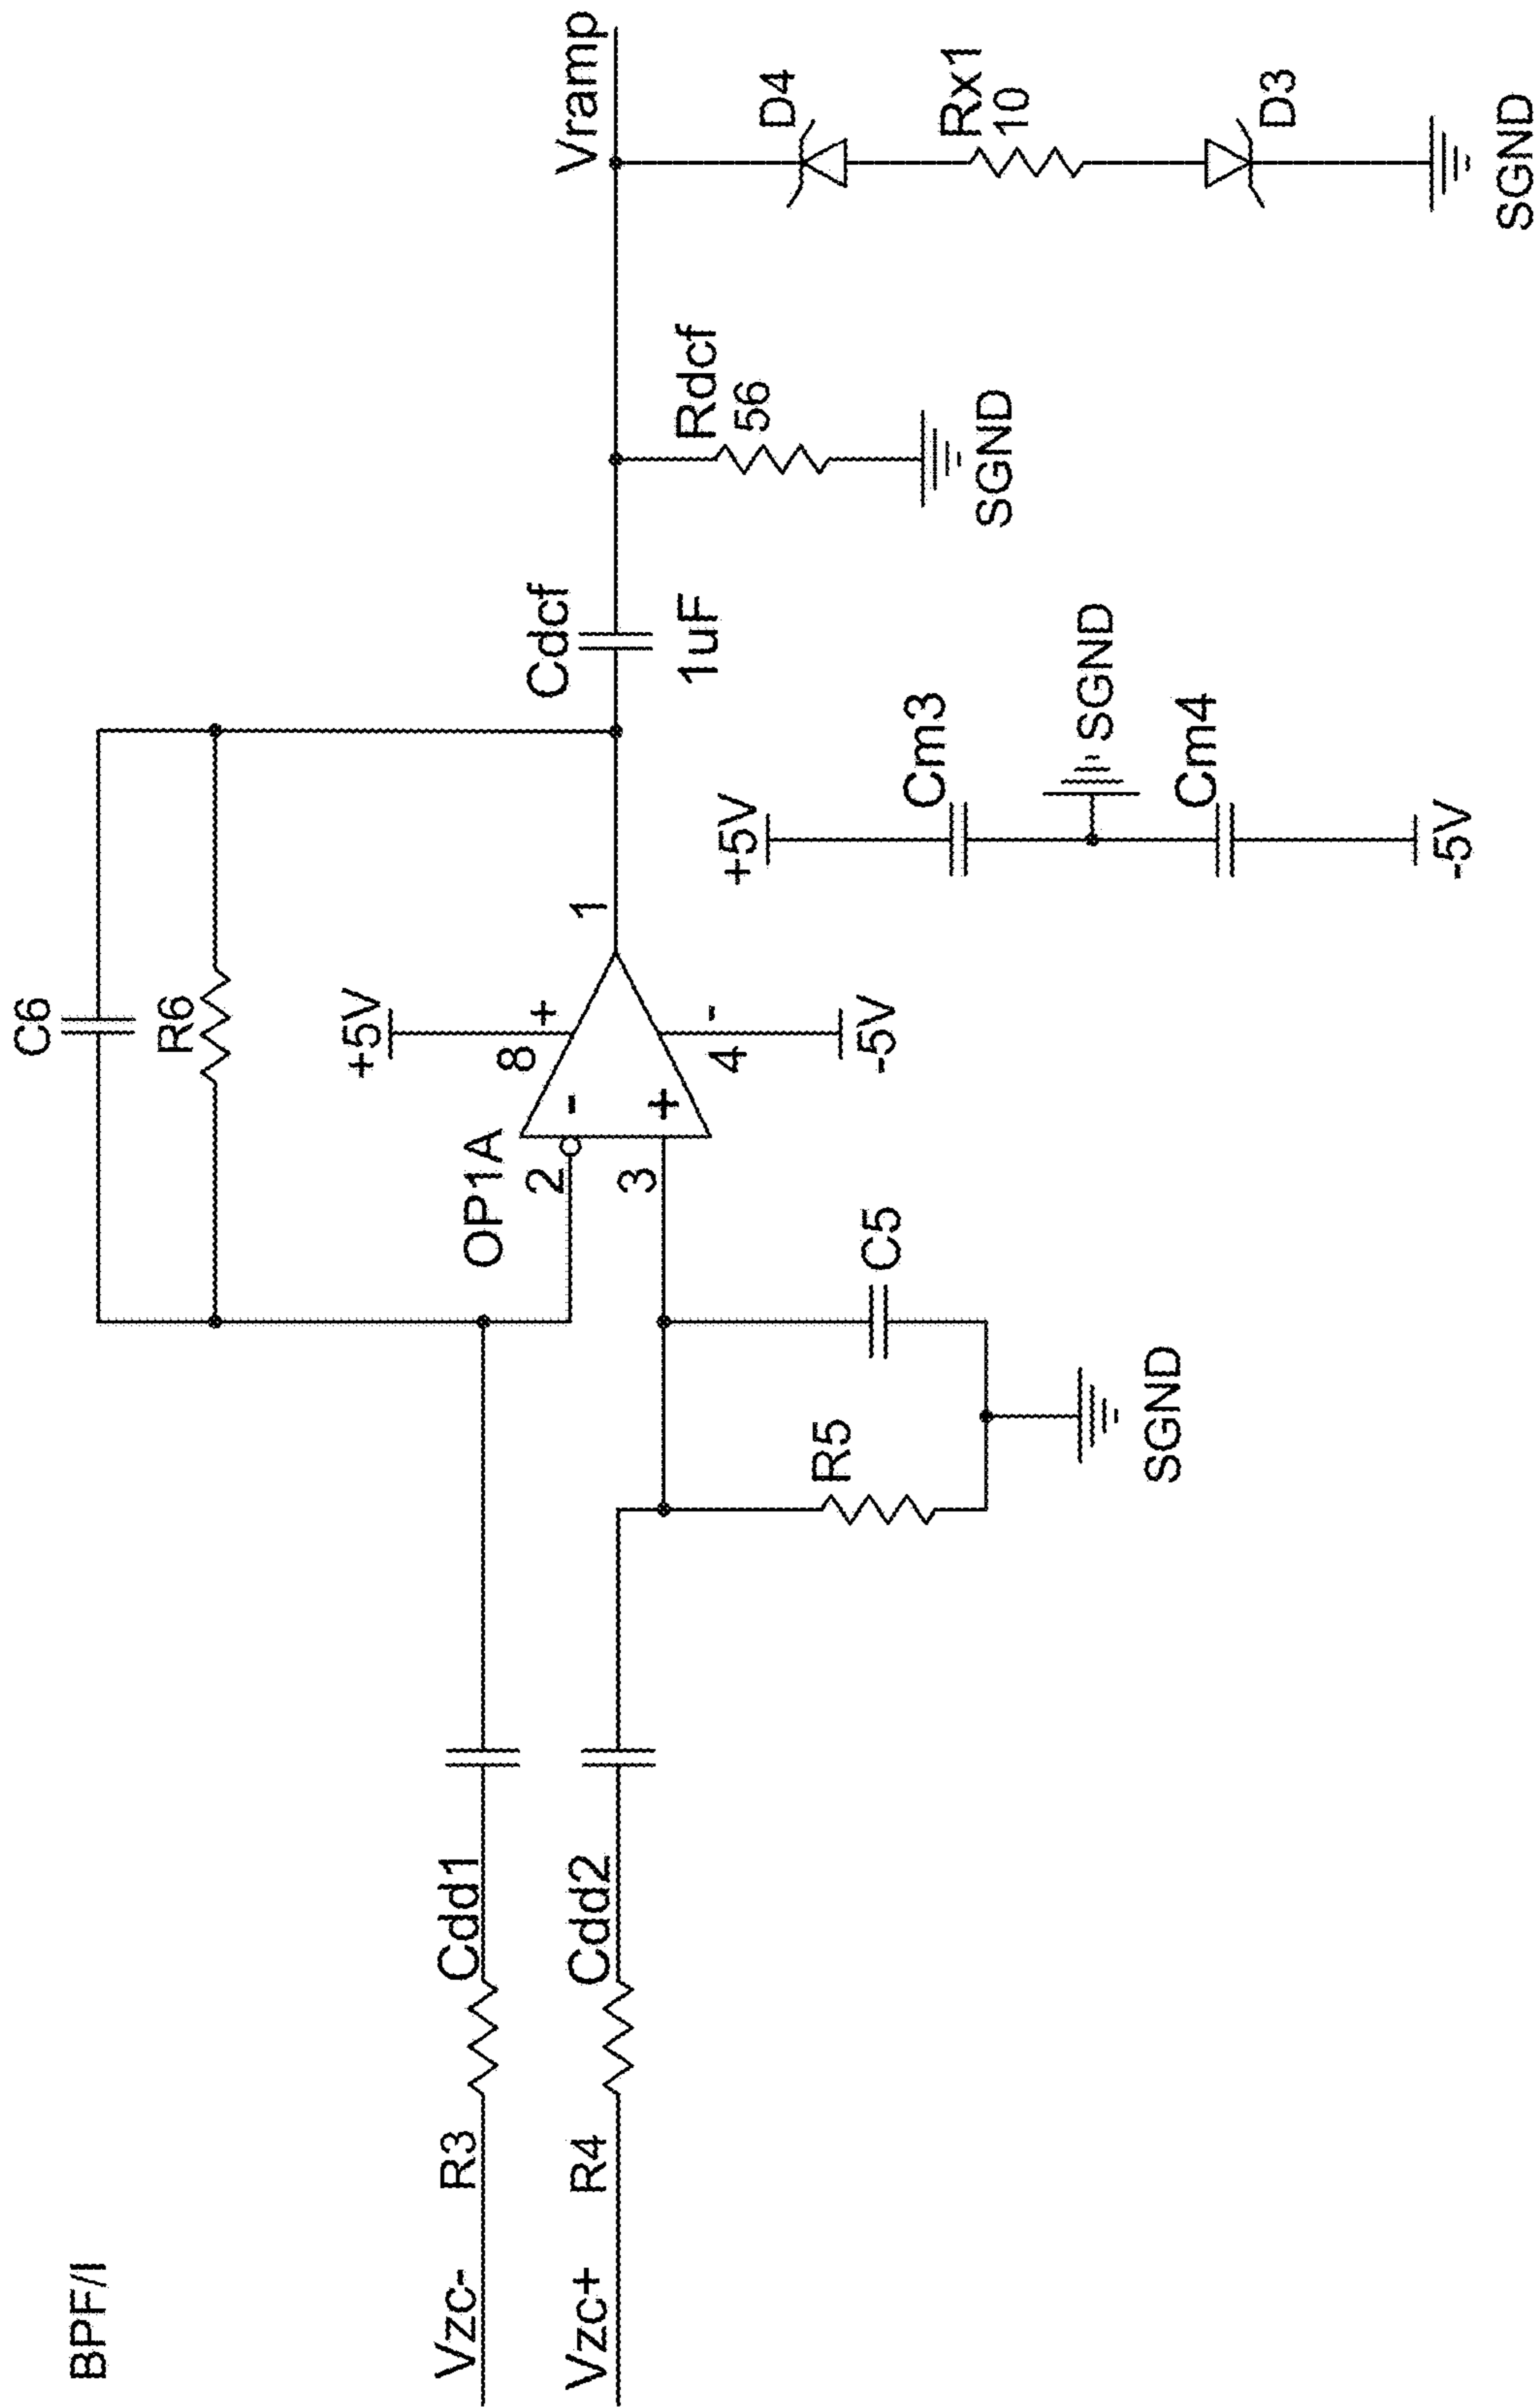 BPF/I
C6
R6
+5V
OP1A
8
+
2
-
1
3
+
4
-
-5V
Vzc-
R3
Cdd1
Vzc+
R4
Cdd2
R5
C5
SGND
Cdcf
1uF
Vramp
Rdcf
56
SGND
D4
Rx1
10
D3
SGND
+5V
Cm3
SGND
Cm4
-5V